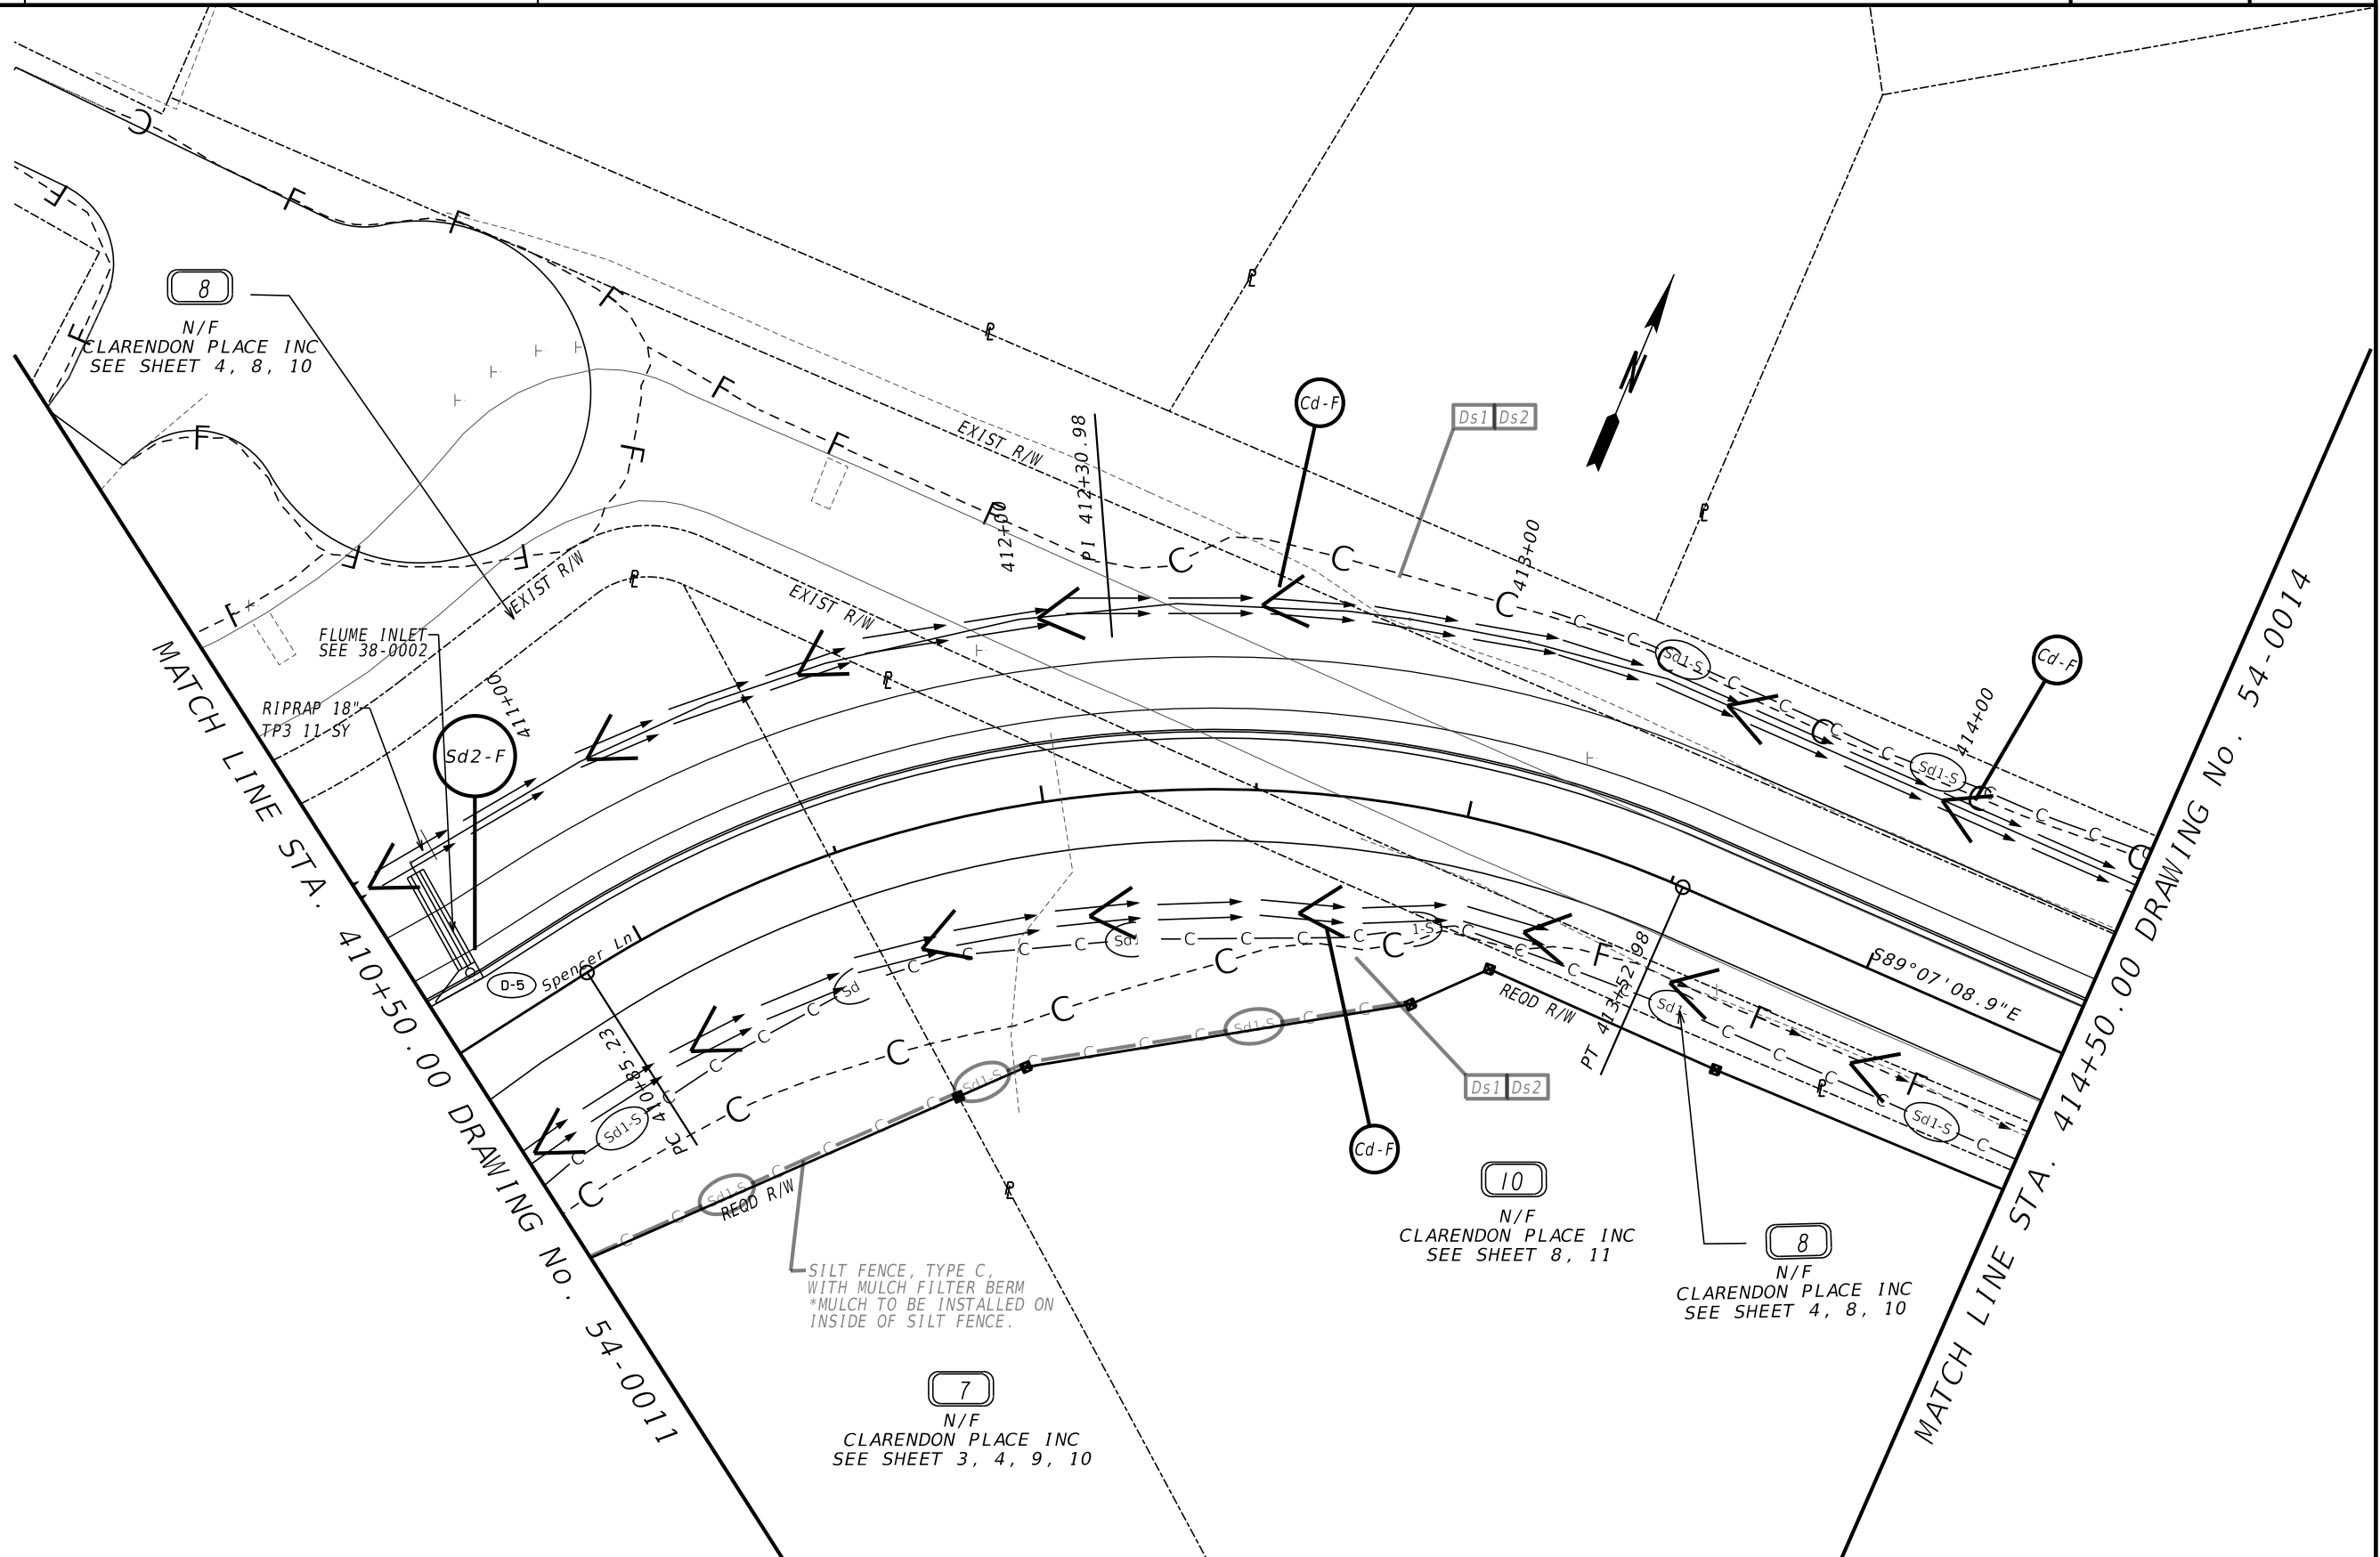 8
N/F
CLARENDON PLACE INC
SEE SHEET 4, 8, 10
FLUME INLET
SEE 38-0002
RIPRAP 18"
TP3 11 SY
Sd2-F
411+00
EXIST R/W
EXIST R/W
EXIST R/W
412+00
PI 412+30.98
Cd-F
Ds1 Ds2
N
413+00
Sd1-S
Cd-F
414+00
Sd1-S
MATCH LINE STA. 410+50.00 DRAWING No. 54-0011
MATCH LINE STA. 414+50.00 DRAWING No. 54-0014
D-5
Spencer Ln
PC 410+85.23
Sd1-S
Sd
Sd1
1-S
Sd1-S
Sd1-S
Sd1-S
REQD R/W
REQD R/W
PT 413+52.98
S89°07'08.9"E
Sd1-
Sd1-S
Ds1 Ds2
Cd-F
SILT FENCE, TYPE C,
WITH MULCH FILTER BERM
*MULCH TO BE INSTALLED ON
INSIDE OF SILT FENCE.
10
N/F
CLARENDON PLACE INC
SEE SHEET 8, 11
8
N/F
CLARENDON PLACE INC
SEE SHEET 4, 8, 10
7
N/F
CLARENDON PLACE INC
SEE SHEET 3, 4, 9, 10